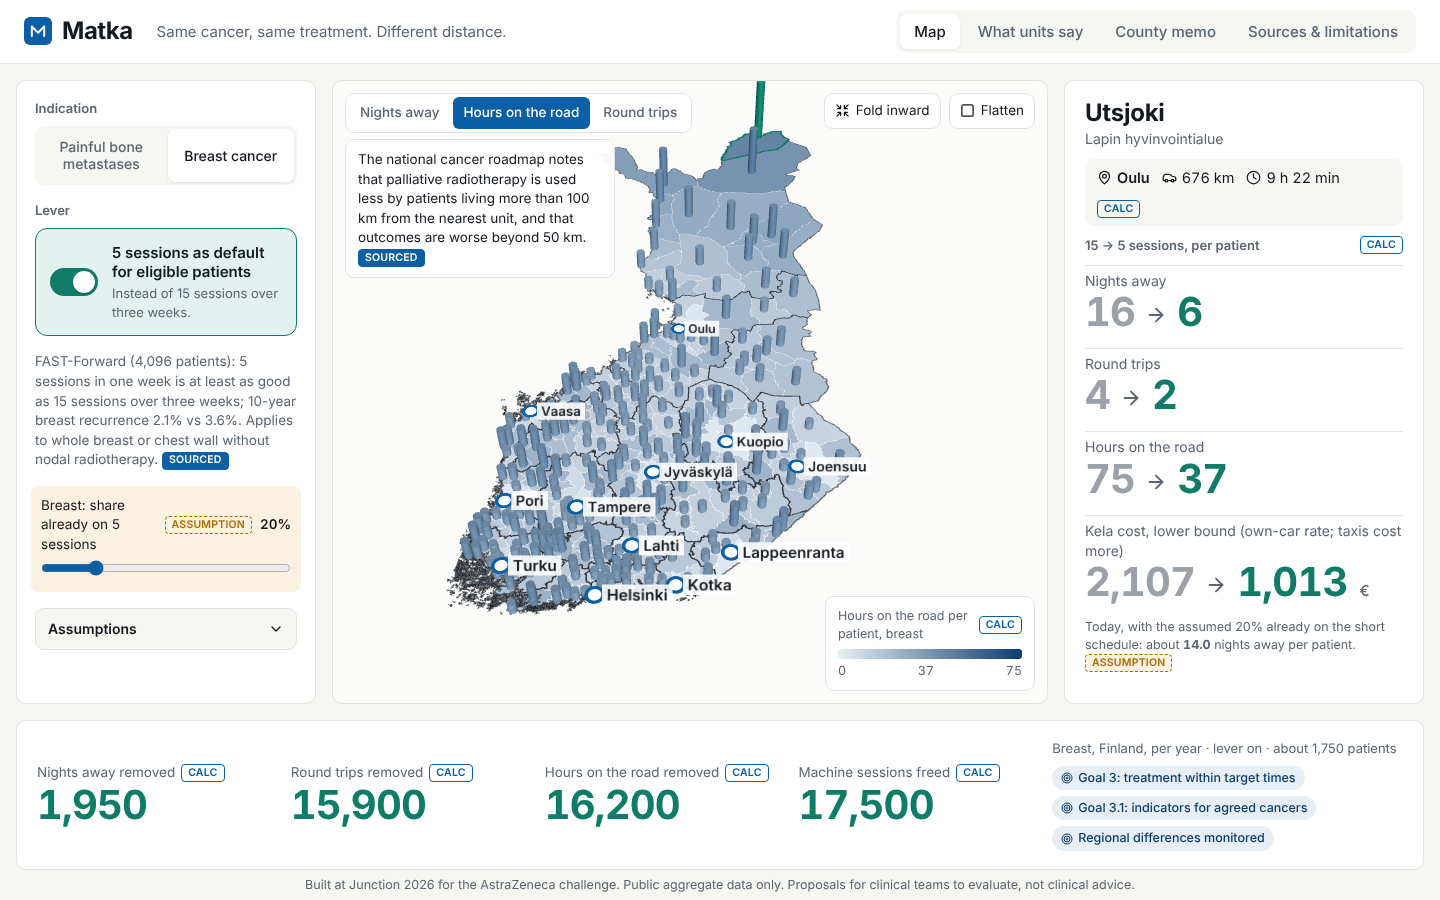 Matka
Same cancer, same treatment. Different distance.
Map
What units say
County memo
Sources & limitations
Indication
Painful bone
metastases
Breast cancer
Lever
5 sessions as default
for eligible patients
Instead of 15 sessions over
three weeks.
FAST-Forward (4,096 patients): 5
sessions in one week is at least as good
as 15 sessions over three weeks; 10-year
breast recurrence 2.1% vs 3.6%. Applies
to whole breast or chest wall without
nodal radiotherapy. SOURCED
Breast: share
already on 5
sessions
ASSUMPTION 20%
Assumptions
Nights away
Hours on the road
Round trips
Fold inward
Flatten
The national cancer roadmap notes
that palliative radiotherapy is used
less by patients living more than 100
km from the nearest unit, and that
outcomes are worse beyond 50 km.
SOURCED
Oulu
Vaasa
Kuopio
Joensuu
Jyväskylä
Pori
Tampere
Lahti
Lappeenranta
Turku
Kotka
Helsinki
Hours on the road per
patient, breast
CALC
0 37 75
Utsjoki
Lapin hyvinvointialue
Oulu 676 km 9 h 22 min
CALC
15 → 5 sessions, per patient CALC
Nights away
16 → 6
Round trips
4 → 2
Hours on the road
75 → 37
Kela cost, lower bound (own-car rate; taxis cost
more)
2,107 → 1,013 €
Today, with the assumed 20% already on the short
schedule: about 14.0 nights away per patient.
ASSUMPTION
Nights away removed CALC
1,950
Round trips removed CALC
15,900
Hours on the road removed CALC
16,200
Machine sessions freed CALC
17,500
Breast, Finland, per year · lever on · about 1,750 patients
Goal 3: treatment within target times
Goal 3.1: indicators for agreed cancers
Regional differences monitored
Built at Junction 2026 for the AstraZeneca challenge. Public aggregate data only. Proposals for clinical teams to evaluate, not clinical advice.